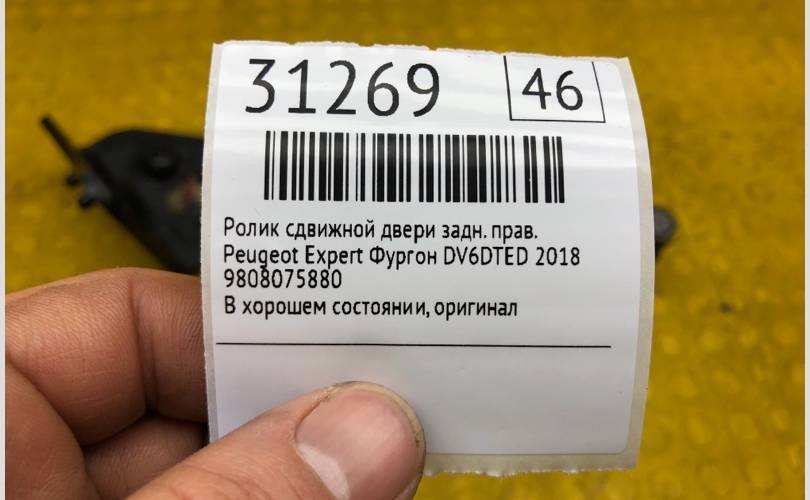 31269 46
Ролик сдвижной двери задн. прав.
Peugeot Expert Фургон DV6DTED 2018
9808075880
В хорошем состоянии, оригинал